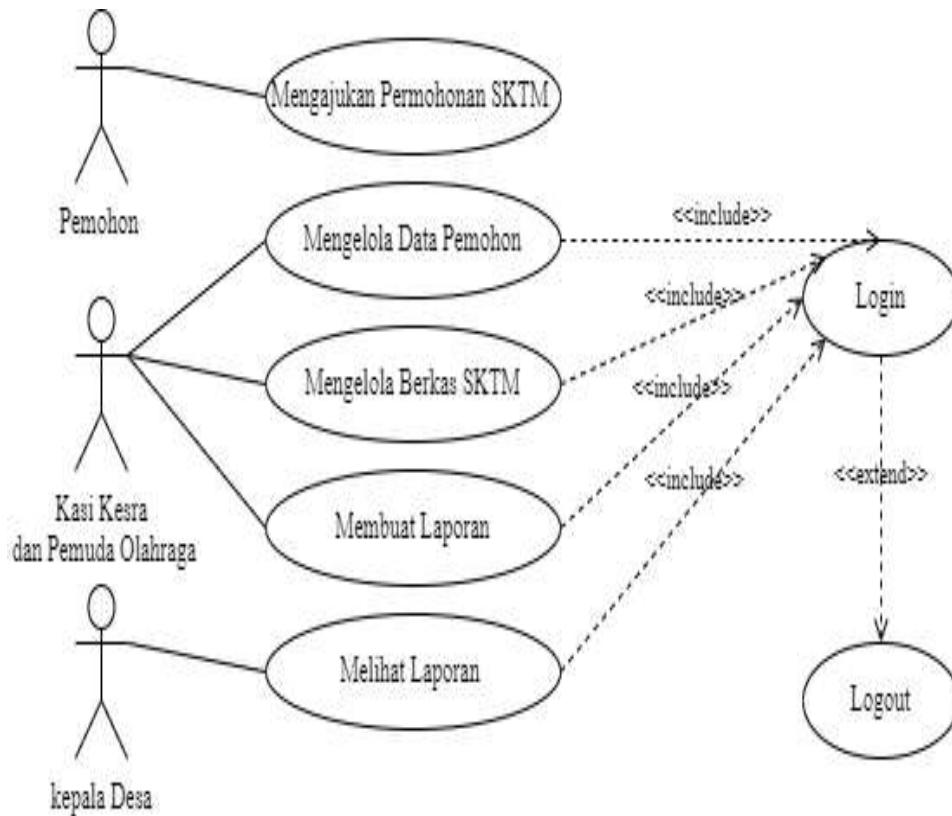 Mengajukan Permohonan SKTM
Pemohon
Mengelola Data Pemohon
<<include>>
Login
<<include>>
Mengelola Berkas SKTM
<<include>>
Kasi Kesra
dan Pemuda Olahraga
Membuat Laporan
<<include>>
<<extend>>
Melihat Laporan
Logout
kepala Desa